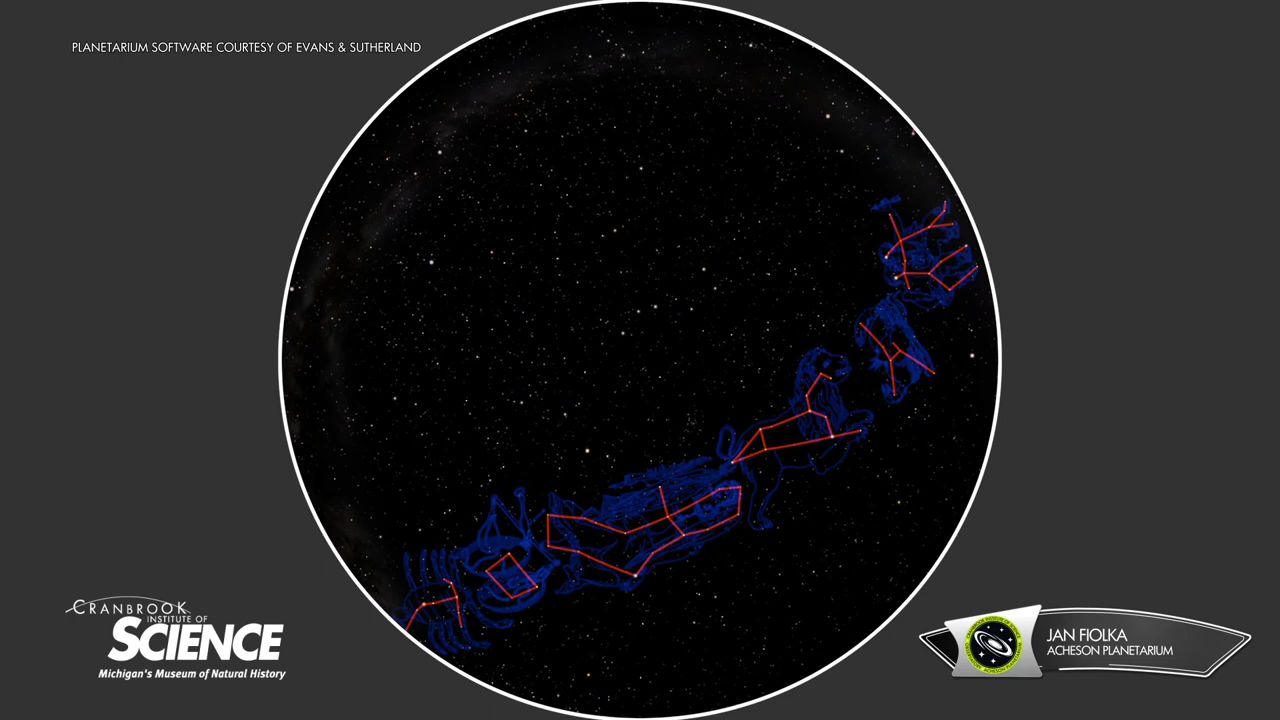 PLANETARIUM SOFTWARE COURTESY OF EVANS & SUTHERLAND
CRANBROOK
INSTITUTE OF
SCIENCE
Michigan's Museum of Natural History
JAN FIOLKA
ACHESON PLANETARIUM